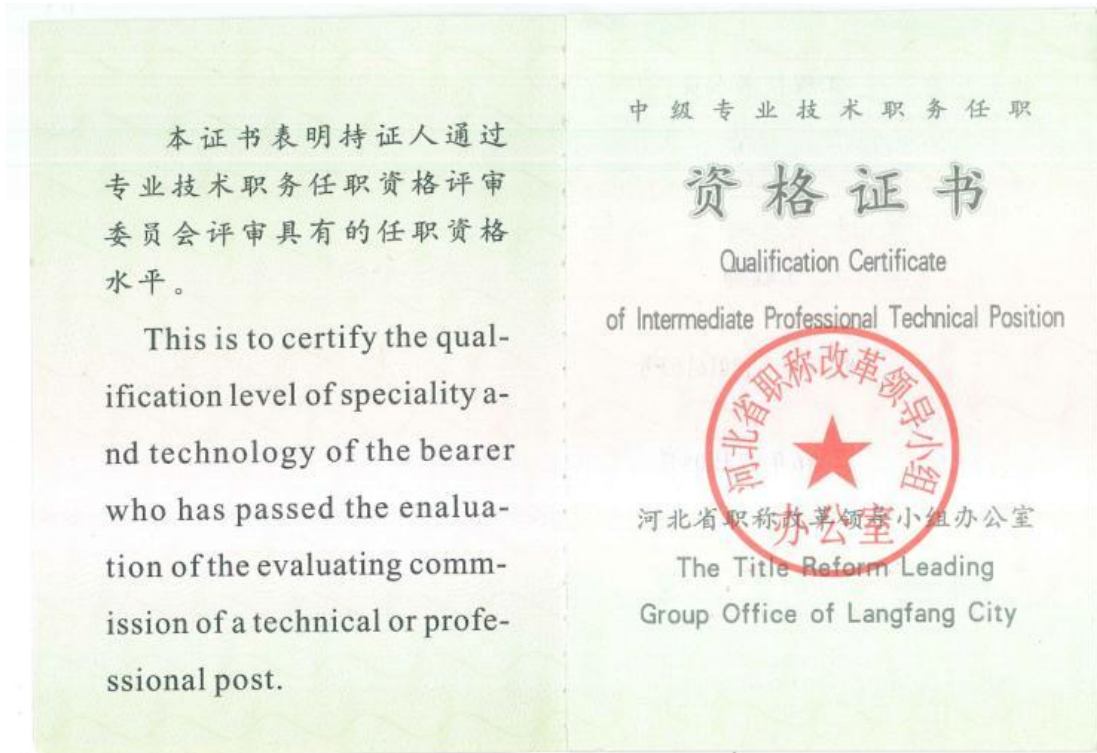 本证书表明持证人通过
专业技术职务任职资格评审
委员会评审具有的任职资格
水平。
This is to certify the qual-
ification level of speciality a-
nd technology of the bearer
who has passed the enalua-
tion of the evaluating comm-
ission of a technical or profe-
ssional post.
中级专业技术职务任职
资格证书
Qualification Certificate
of Intermediate Professional Technical Position
河北省职称改革领导小组
办公室
河北省职称改革领导小组办公室
The Title Reform Leading
Group Office of Langfang City